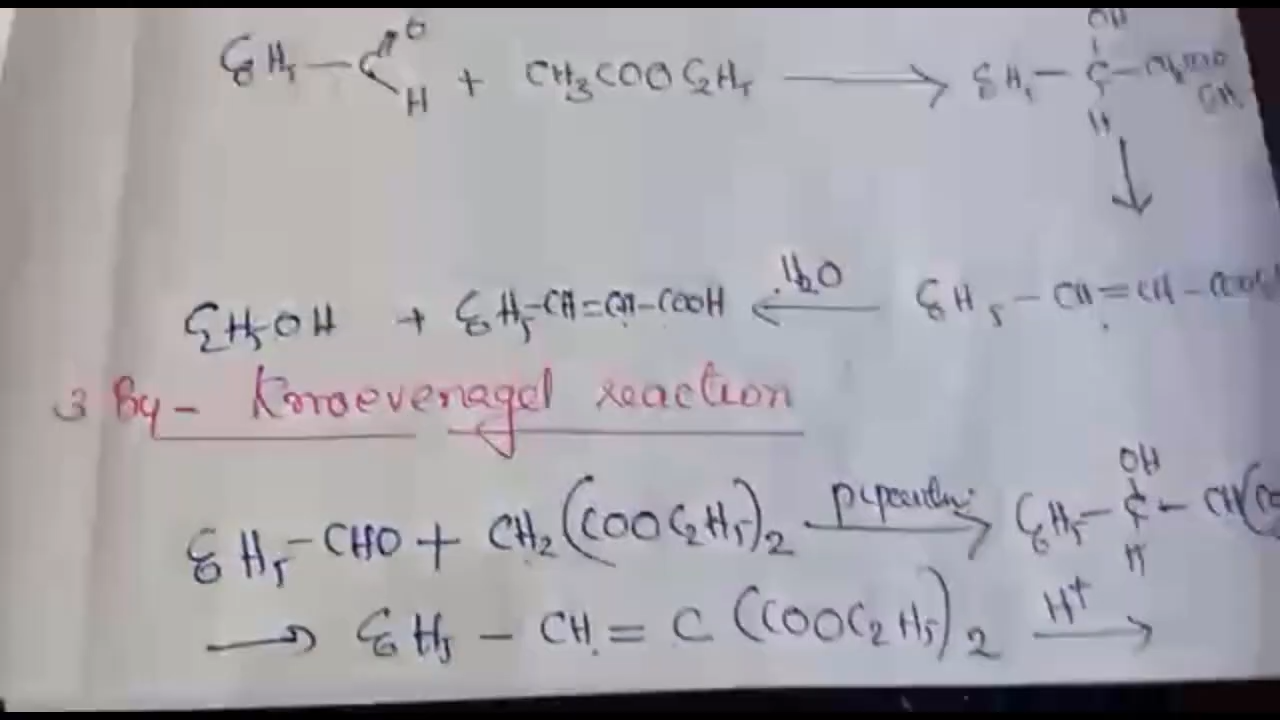 O
C6H5 — C
H
+ CH3COOC2H5 ⟶ C6H5 — C —
OH
H
↓
C2H5OH + C6H5-CH=CH-COOH ⟵ H2O C6H5 - CH = CH -
3 By - Knoevenagel reaction
OH
C6H5 - CHO + CH2(COOC2H5)2 ⟶ C6H5 - C - CH(
H
⟶ C6H5 - CH = C (COOC2H5)2 H+ ⟶